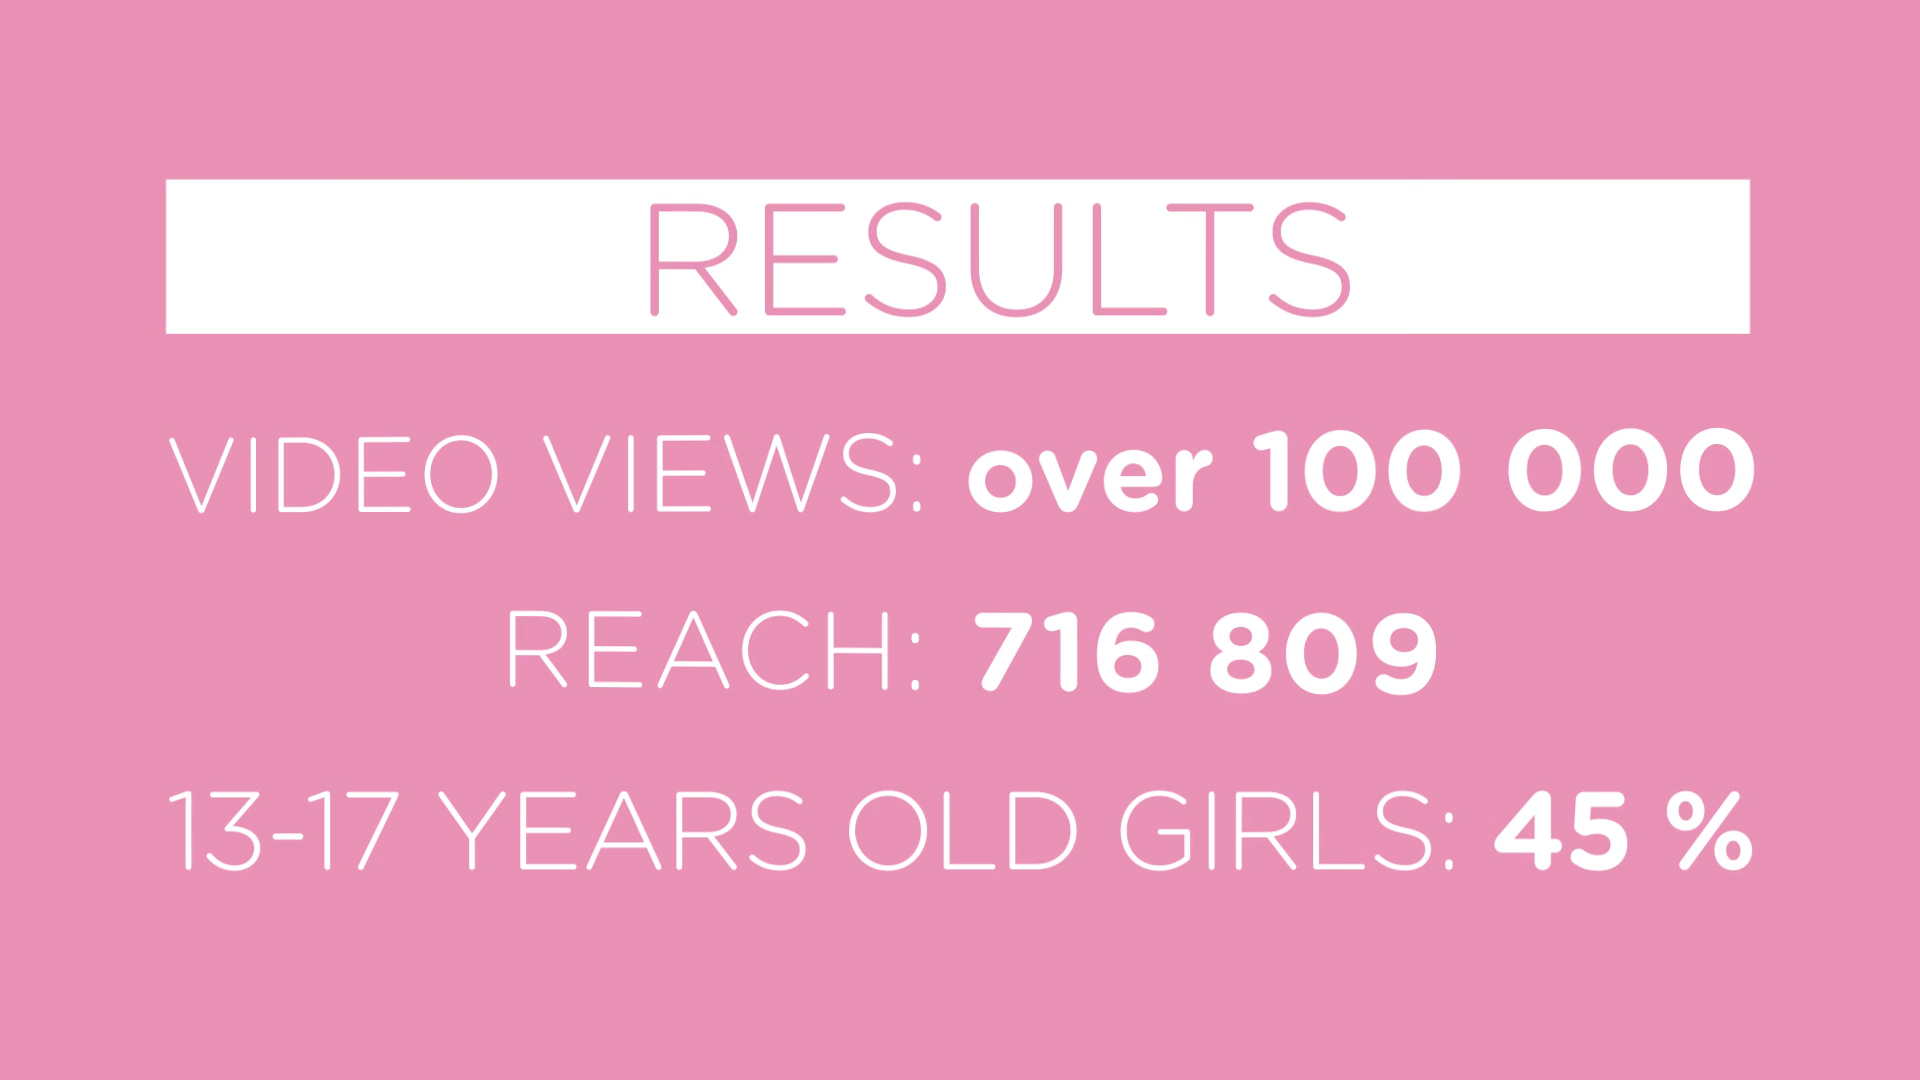 RESULTS
VIDEO VIEWS: over 100 000
REACH: 716 809
13-17 YEARS OLD GIRLS: 45 %